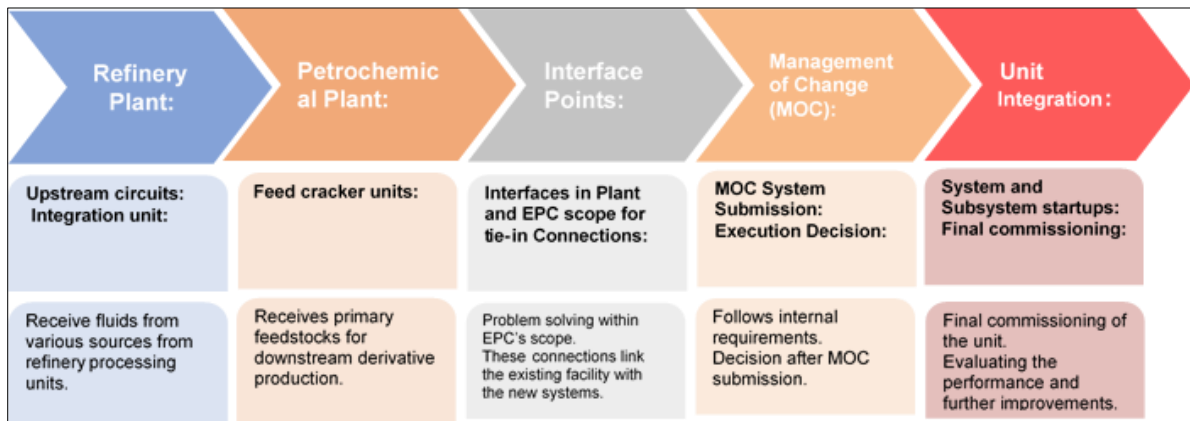 Refinery
Plant:
Petrochemic
al Plant:
Interface
Points:
Management
of Change
(MOC):
Unit
Integration:
Upstream circuits:
Integration unit:
Feed cracker units:
Interfaces in Plant
and EPC scope for
tie-in Connections:
MOC System
Submission:
Execution Decision:
System and
Subsystem startups:
Final commissioning:
Receive fluids from
various sources from
refinery processing
units.
Receives primary
feedstocks for
downstream derivative
production.
Problem solving within
EPC's scope.
These connections link
the existing facility with
the new systems.
Follows internal
requirements.
Decision after MOC
submission.
Final commissioning of
the unit.
Evaluating the
performance and
further improvements.